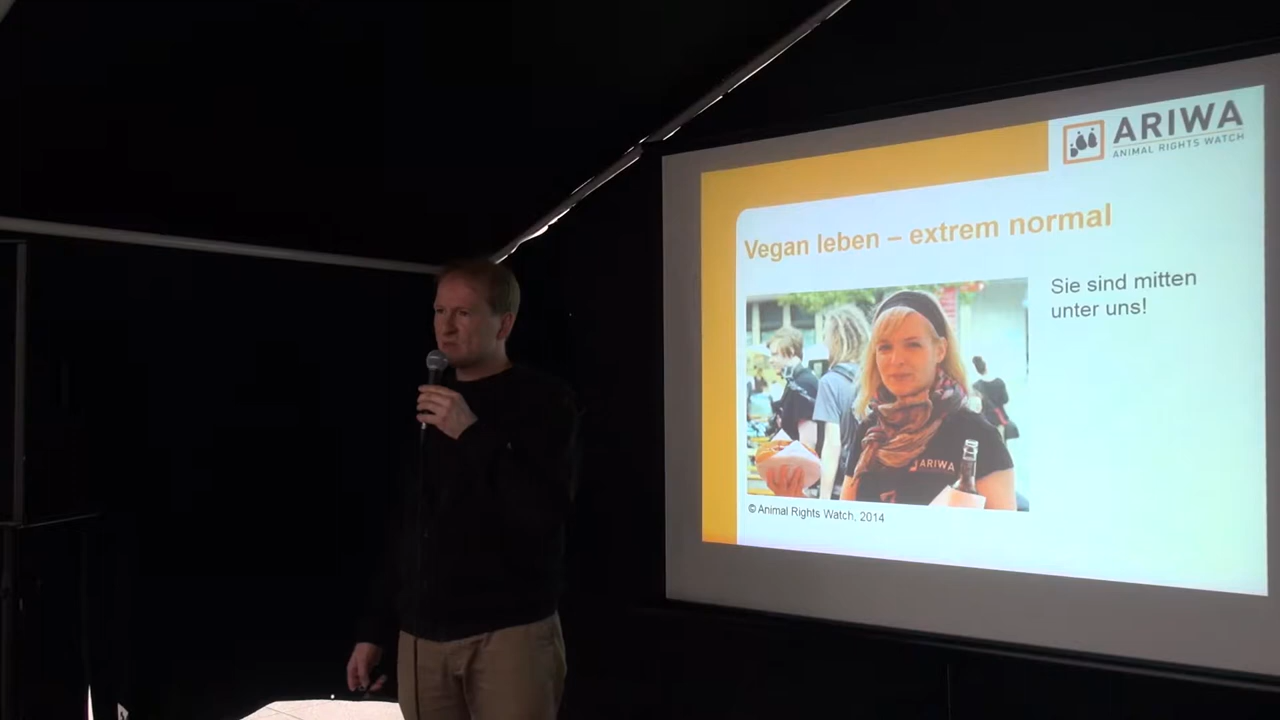 ARIWA
ANIMAL RIGHTS WATCH
Vegan leben – extrem normal
Sie sind mitten
unter uns!
ARIWA
© Animal Rights Watch, 2014